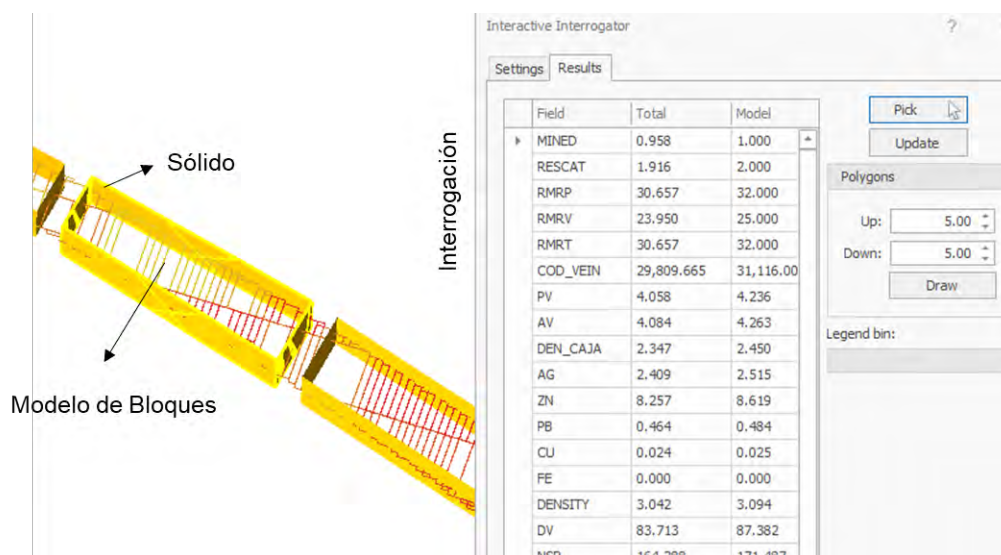 Interactive Interrogator ?
Settings Results
Field Total Model
MINED 0.958 1.000
RESCAT 1.916 2.000
RMRP 30.657 32.000
RMRV 23.950 25.000
RMRT 30.657 32.000
COD_VEIN 29,809.665 31,116.00
PV 4.058 4.236
AV 4.084 4.263
DEN_CAJA 2.347 2.450
AG 2.409 2.515
ZN 8.257 8.619
PB 0.464 0.484
CU 0.024 0.025
FE 0.000 0.000
DENSITY 3.042 3.094
DV 83.713 87.382
Pick
Update
Polygons
Up: 5.00
Down: 5.00
Draw
Legend bin:
Interrogación
Sólido
Modelo de Bloques